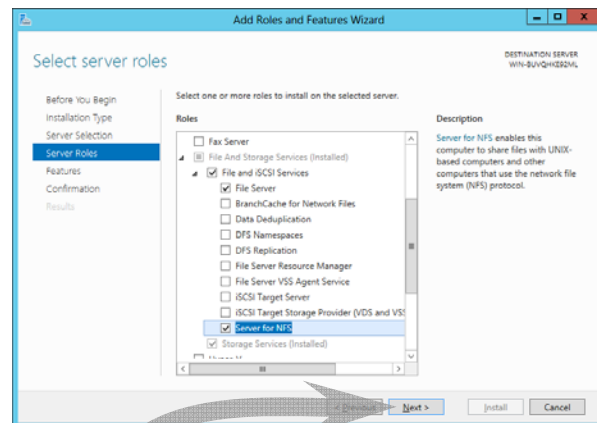 Add Roles and Features Wizard
Select server roles
DESTINATION SERVER
Before You Begin
Installation Type
Server Selection
Server Roles
Features
Confirmation
Results
Select one or more roles to install on the selected server.
Roles
Fax Server
File And Storage Services (Installed)
File and iSCSI Services
File Server
BranchCache for Network Files
Data Deduplication
DFS Namespaces
DFS Replication
File Server Resource Manager
File Server VSS Agent Service
iSCSI Target Server
iSCSI Target Storage Provider (VDS and VSS
Server for NFS
Storage Services (Installed)
Description
Server for NFS enables this
computer to share files with UNIX-
based computers and other
computers that use the network file
system (NFS) protocol.
< Previous
Next >
Install
Cancel